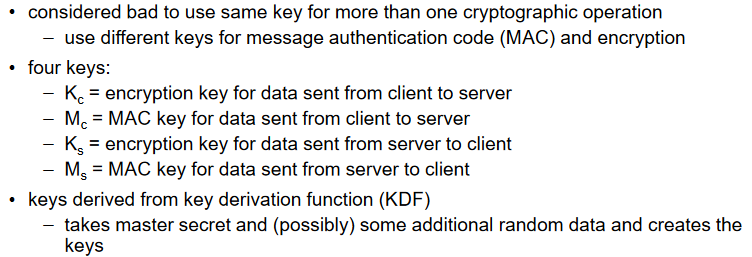 • considered bad to use same key for more than one cryptographic operation
– use different keys for message authentication code (MAC) and encryption
• four keys:
– Kc = encryption key for data sent from client to server
– Mc = MAC key for data sent from client to server
– Ks = encryption key for data sent from server to client
– Ms = MAC key for data sent from server to client
• keys derived from key derivation function (KDF)
– takes master secret and (possibly) some additional random data and creates the
keys